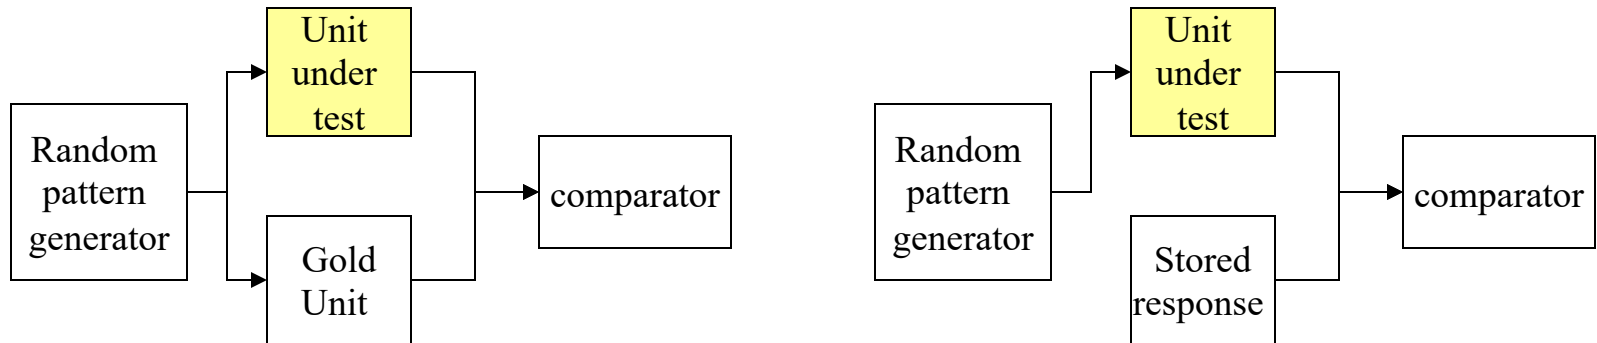 Unit
under
test
Random
pattern
generator
comparator
Gold
Unit
Unit
under
test
Random
pattern
generator
comparator
Stored
response